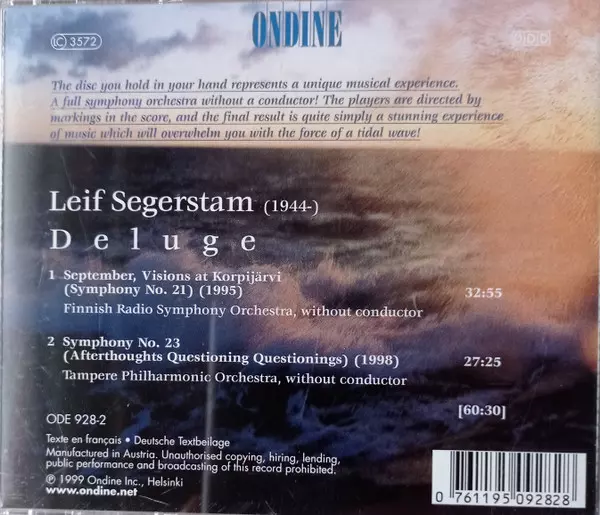 LC 3572
ONDINE
DDD
The disc you hold in your hand represents a unique musical experience.
A full symphony orchestra without a conductor! The players are directed by
markings in the score, and the final result is quite simply a stunning experience
of music which will overwhelm you with the force of a tidal wave!
Leif Segerstam (1944-)
Deluge
1 September, Visions at Korpijärvi
(Symphony No. 21) (1995) 32:55
Finnish Radio Symphony Orchestra, without conductor
2 Symphony No. 23
(Afterthoughts Questioning Questionings) (1998) 27:25
Tampere Philharmonic Orchestra, without conductor
[60:30]
ODE 928-2
Texte en français • Deutsche Textbeilage
Manufactured in Austria. Unauthorised copying, hiring, lending,
public performance and broadcasting of this record prohibited.
℗ © 1999 Ondine Inc., Helsinki
www.ondine.net
0 761195 092828